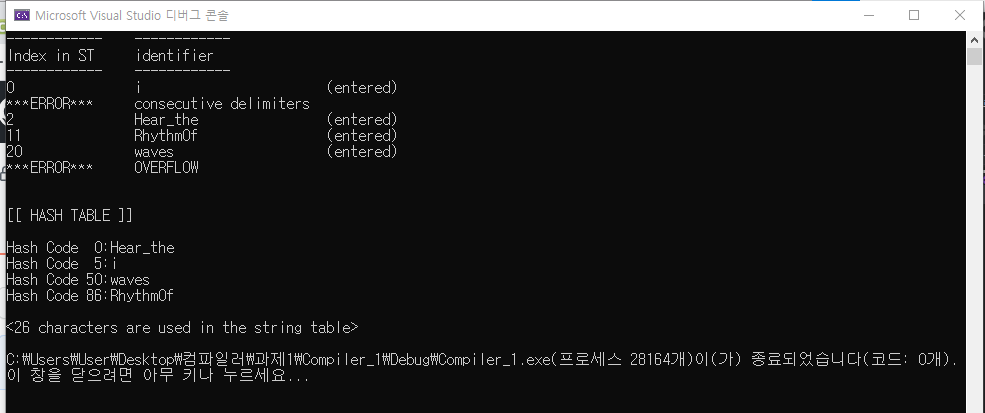 Microsoft Visual Studio 디버그 콘솔
------------ ------------
Index in ST identifier
------------ ------------
0 i (entered)
***ERROR*** consecutive delimiters
2 Hear_the (entered)
11 RhythmOf (entered)
20 waves (entered)
***ERROR*** OVERFLOW
[[ HASH TABLE ]]
Hash Code 0:Hear_the
Hash Code 5:i
Hash Code 50:waves
Hash Code 86:RhythmOf
<26 characters are used in the string table>
C:₩Users₩User₩Desktop₩컴파일러₩과제1₩Compiler_1₩Debug₩Compiler_1.exe(프로세스 28164개)이(가) 종료되었습니다(코드: 0개).
이 창을 닫으려면 아무 키나 누르세요...